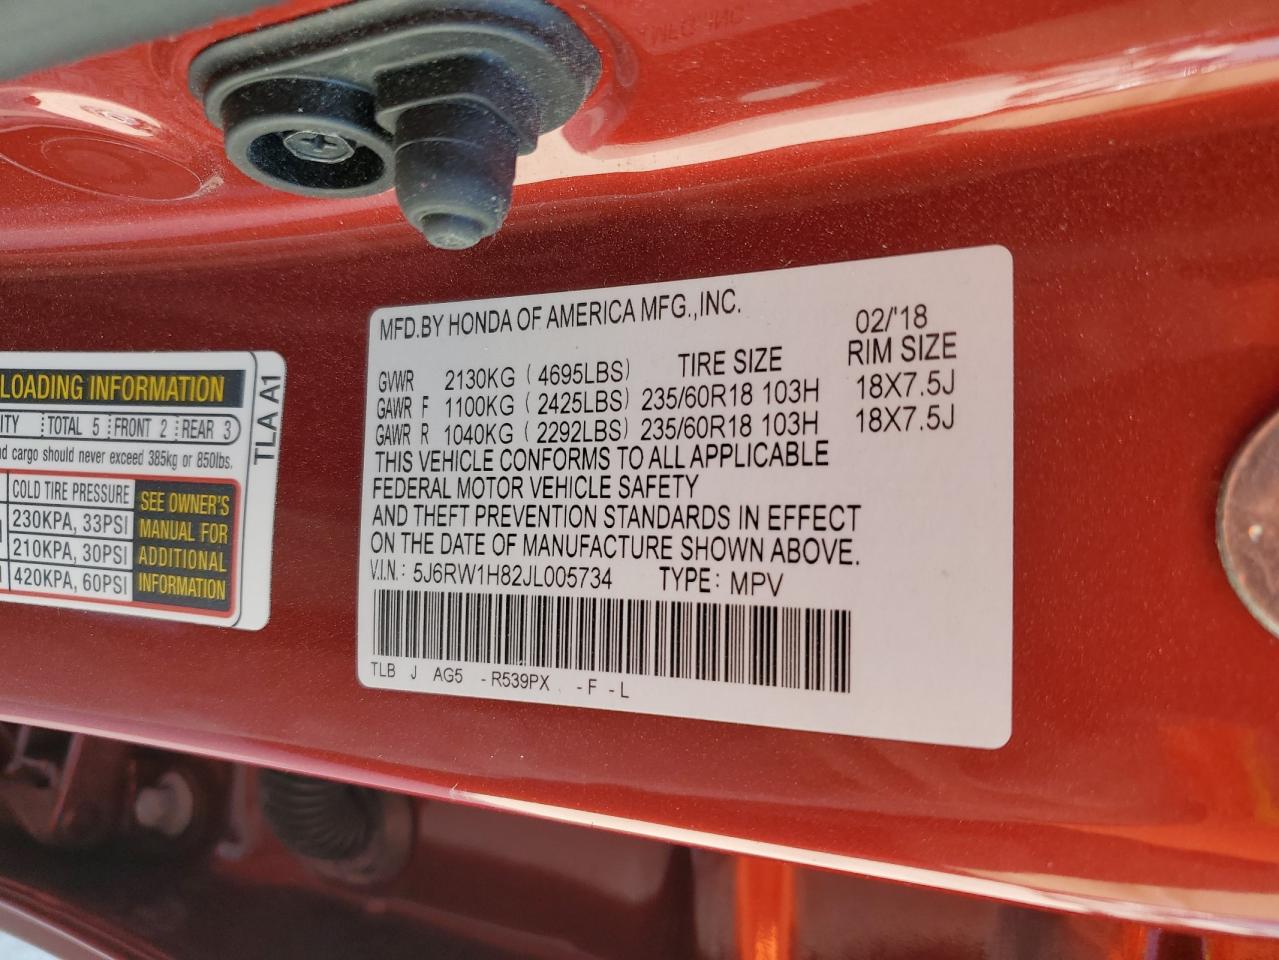 LOADING INFORMATION
TLA A1
ITY TOTAL 5 FRONT 2 REAR 3
d cargo should never exceed 385kg or 850lbs.
COLD TIRE PRESSURE
230KPA, 33PSI
210KPA, 30PSI
420KPA, 60PSI
SEE OWNER'S
MANUAL FOR
ADDITIONAL
INFORMATION
MFD.BY HONDA OF AMERICA MFG.,INC. 02/'18
TIRE SIZE RIM SIZE
GVWR 2130KG ( 4695LBS)
GAWR F 1100KG ( 2425LBS) 235/60R18 103H 18X7.5J
GAWR R 1040KG ( 2292LBS) 235/60R18 103H 18X7.5J
THIS VEHICLE CONFORMS TO ALL APPLICABLE
FEDERAL MOTOR VEHICLE SAFETY
AND THEFT PREVENTION STANDARDS IN EFFECT
ON THE DATE OF MANUFACTURE SHOWN ABOVE.
V.I.N.: 5J6RW1H82JL005734 TYPE: MPV
TLB J AG5 - R539PX - F - L